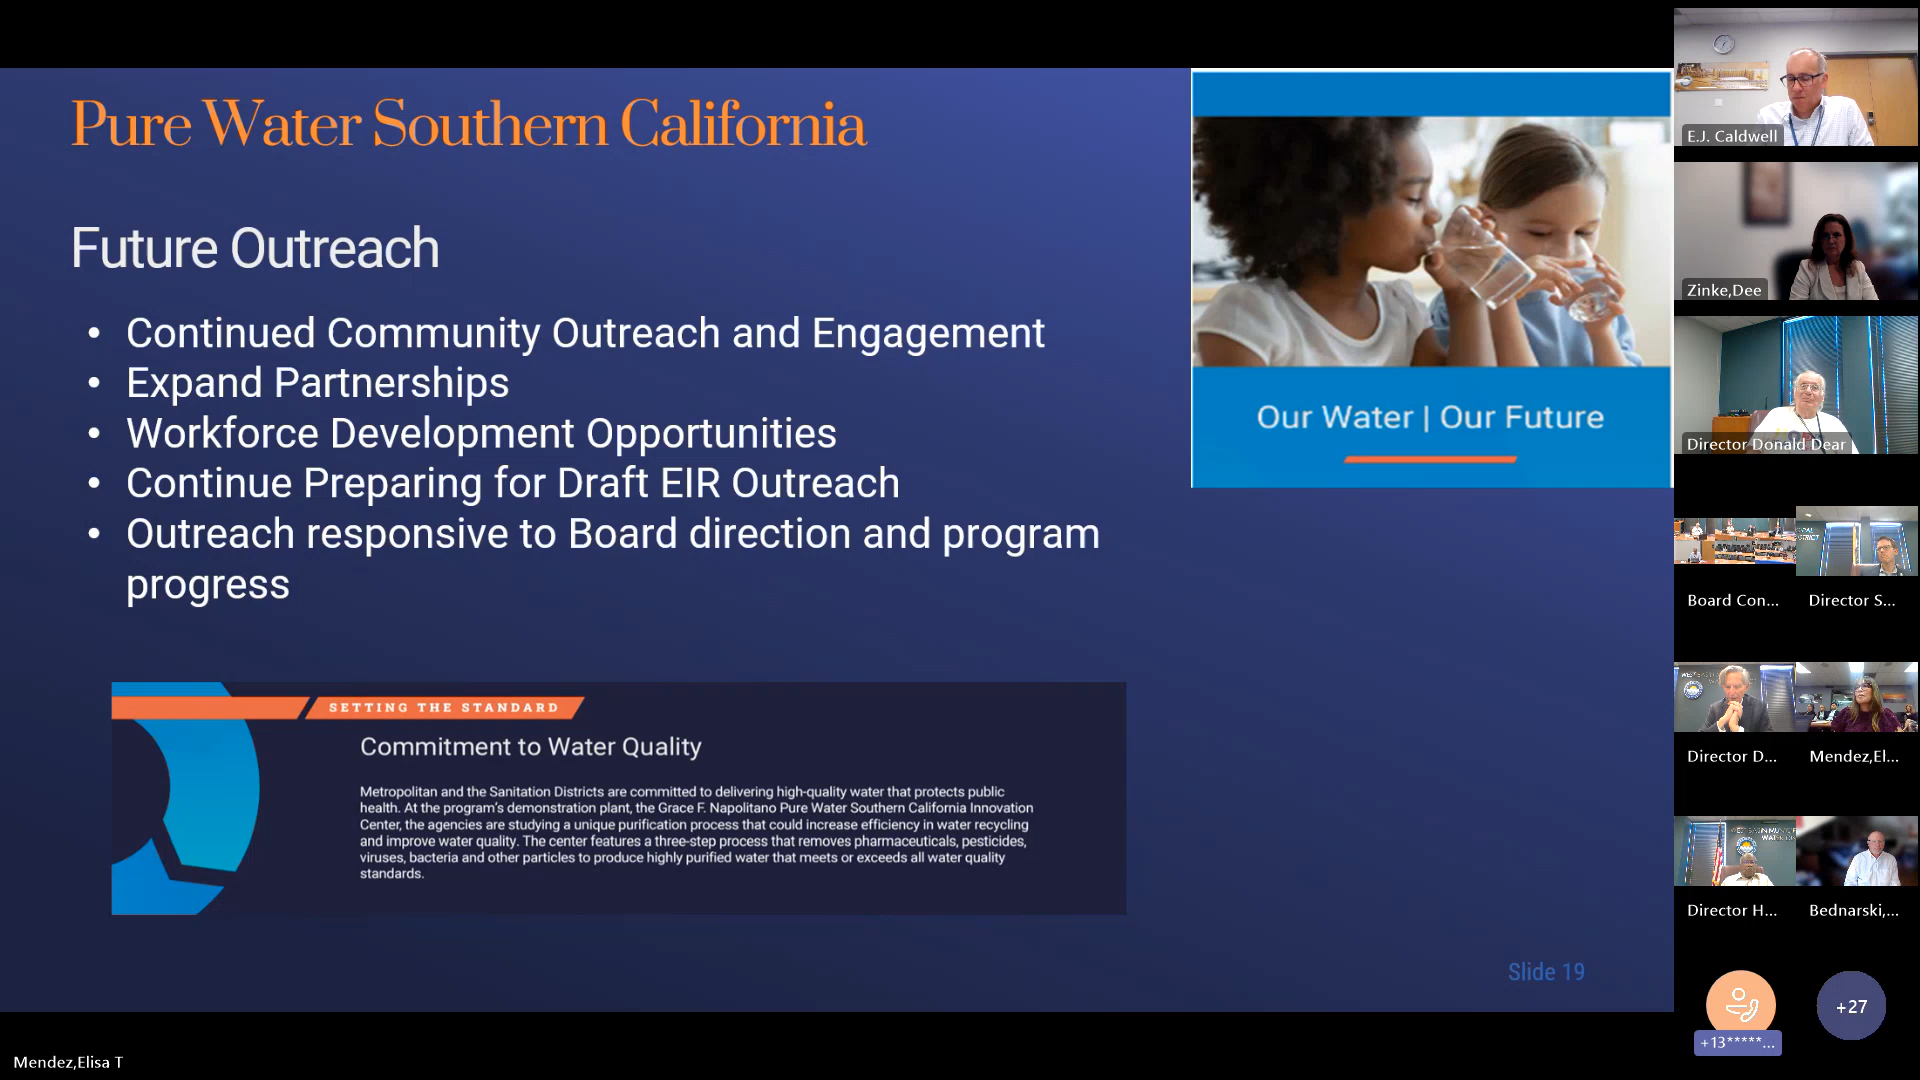 Pure Water Southern California
Future Outreach
• Continued Community Outreach and Engagement
• Expand Partnerships
• Workforce Development Opportunities
• Continue Preparing for Draft EIR Outreach
• Outreach responsive to Board direction and program
progress
Our Water | Our Future
SETTING THE STANDARD
Commitment to Water Quality
Metropolitan and the Sanitation Districts are committed to delivering high-quality water that protects public
health. At the program's demonstration plant, the Grace F. Napolitano Pure Water Southern California Innovation
Center, the agencies are studying a unique purification process that could increase efficiency in water recycling
and improve water quality. The center features a three-step process that removes pharmaceuticals, pesticides,
viruses, bacteria and other particles to produce highly purified water that meets or exceeds all water quality
standards.
Slide 19
E.J. Caldwell
Zinke,Dee
Director Donald Dear
Board Con...
Director S...
Director D...
Mendez,El...
Director H...
Bednarski,...
+13*****...
+27
Mendez,Elisa T